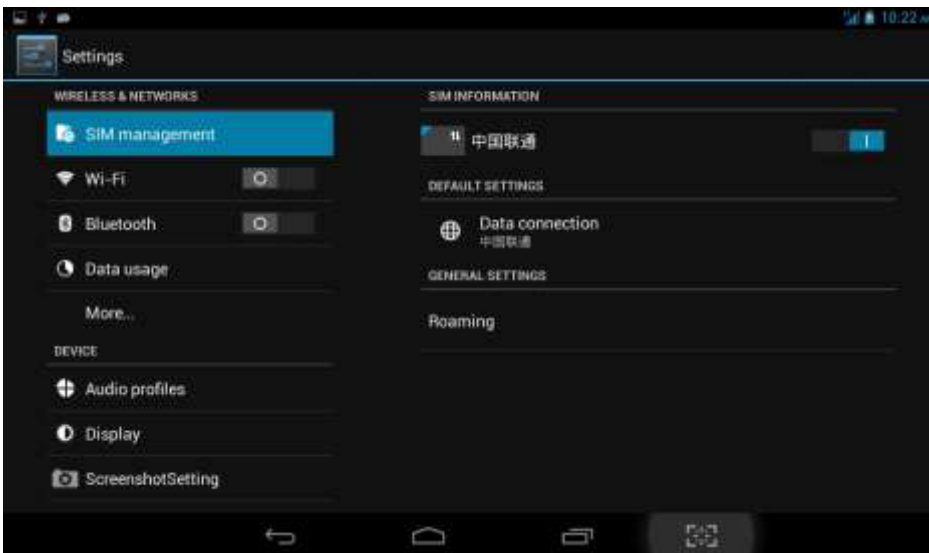 10:22 AM
Settings
WIRELESS & NETWORKS
SIM management
Wi-Fi
Bluetooth
Data usage
More...
DEVICE
Audio profiles
Display
ScreenshotSetting
SIM INFORMATION
中国联通
DEFAULT SETTINGS
Data connection
中国联通
GENERAL SETTINGS
Roaming